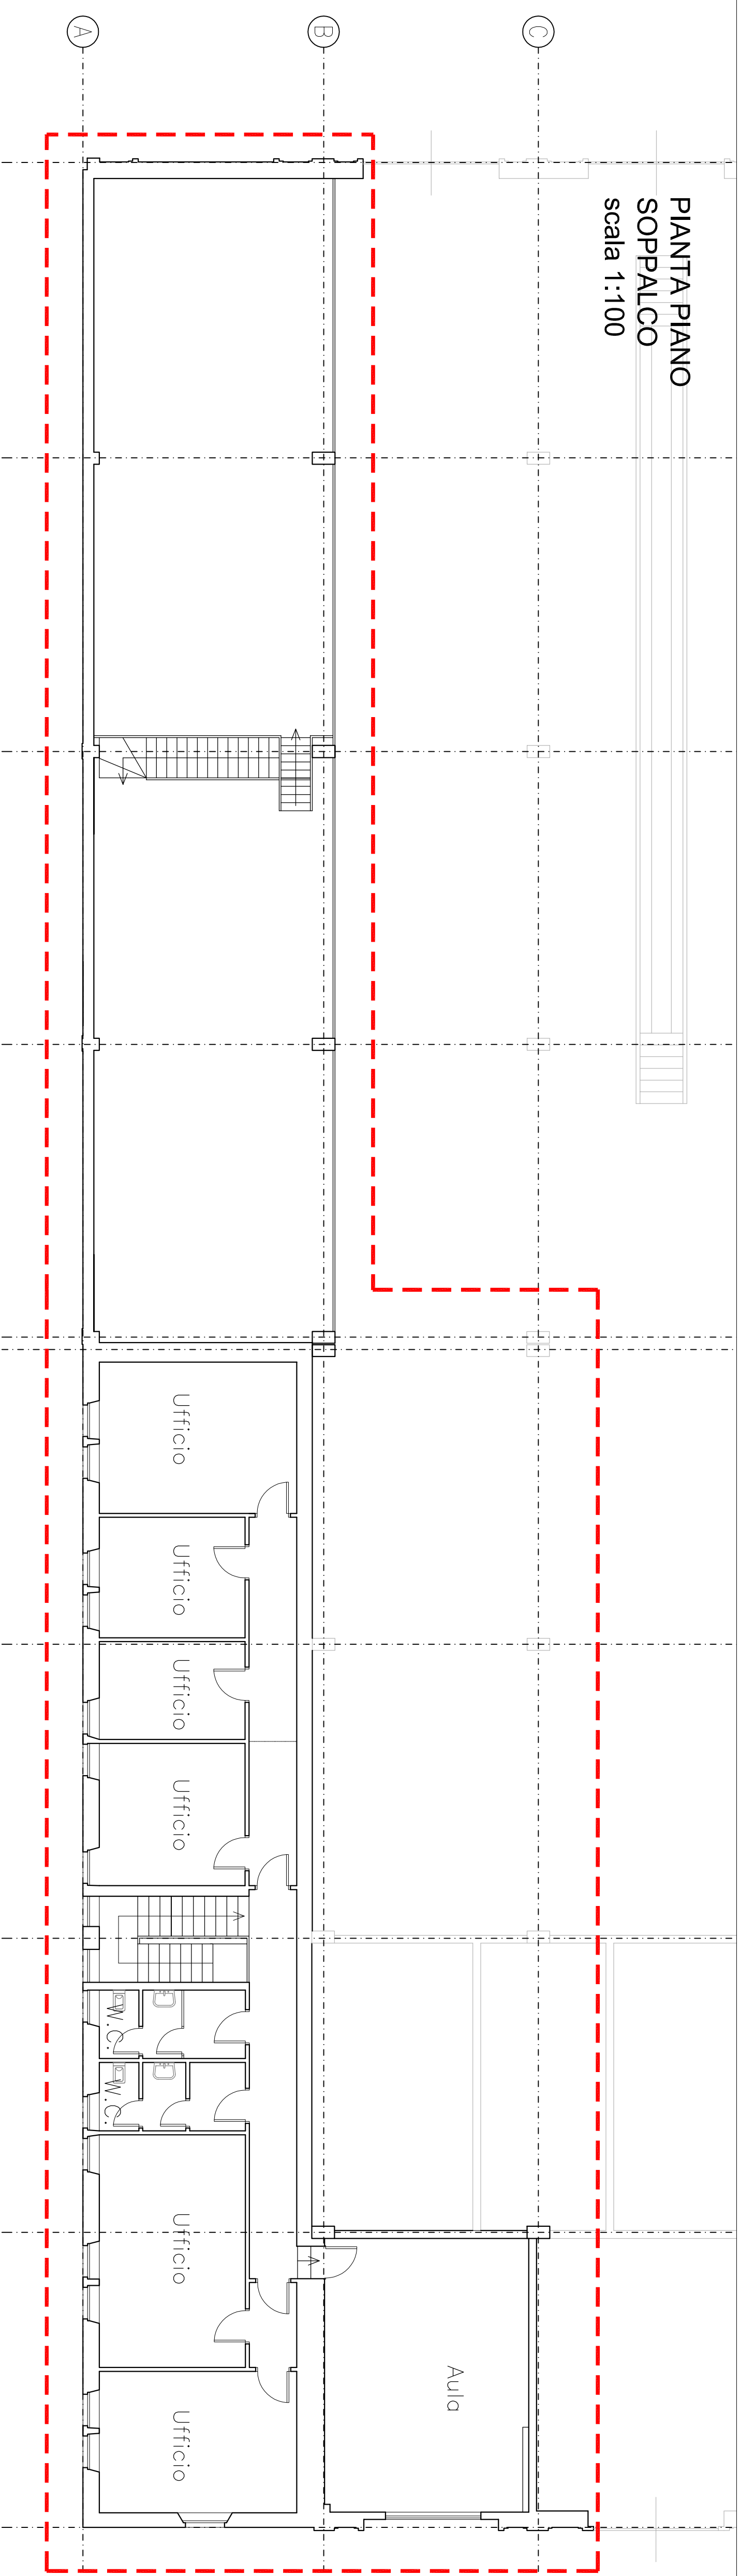 A
B
C
PIANTA PIANO
SOPPALCO
scala 1:100
Ufficio
Ufficio
Ufficio
Ufficio
W.C.
W.C.
Ufficio
Aula
Ufficio